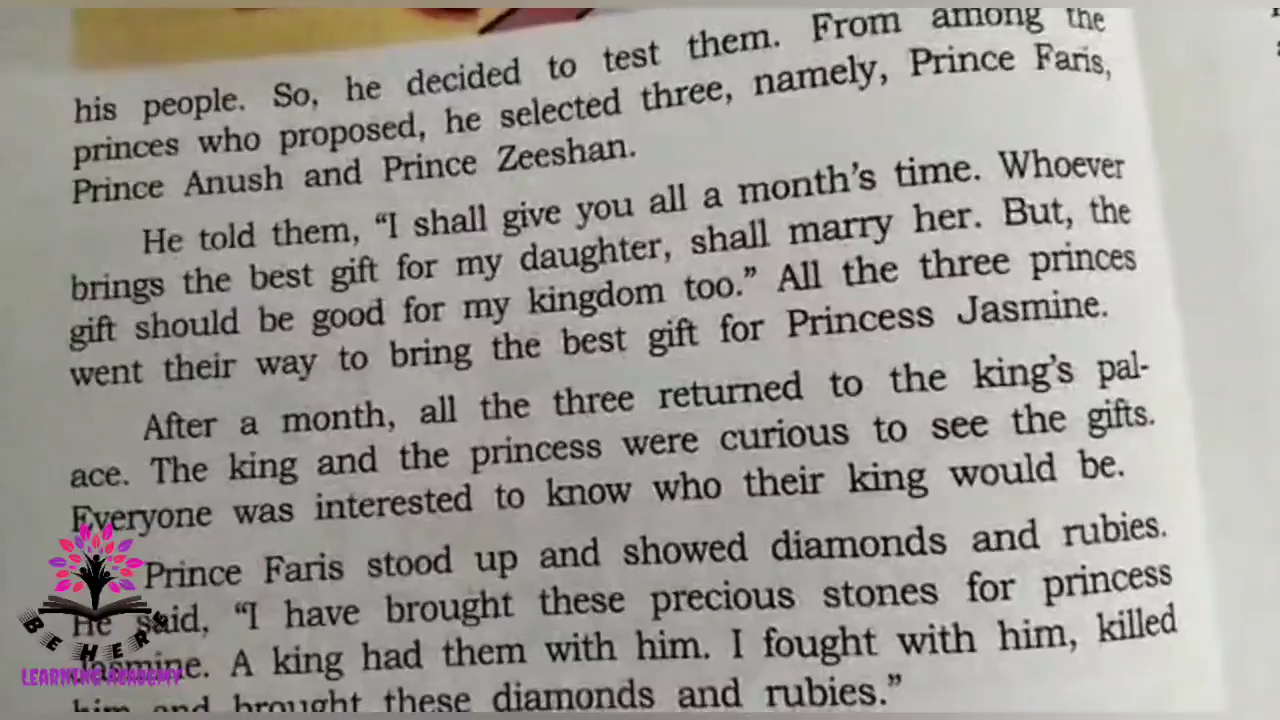 his people. So, he decided to test them. From among the
princes who proposed, he selected three, namely, Prince Faris,
Prince Anush and Prince Zeeshan.
He told them, “I shall give you all a month’s time. Whoever
brings the best gift for my daughter, shall marry her. But, the
gift should be good for my kingdom too.” All the three princes
went their way to bring the best gift for Princess Jasmine.
After a month, all the three returned to the king’s pal-
ace. The king and the princess were curious to see the gifts.
Everyone was interested to know who their king would be.
Prince Faris stood up and showed diamonds and rubies.
He said, “I have brought these precious stones for princess
Jasmine. A king had them with him. I fought with him, killed
him and brought these diamonds and rubies.”
BEHERA
LEARNING ACADEMY